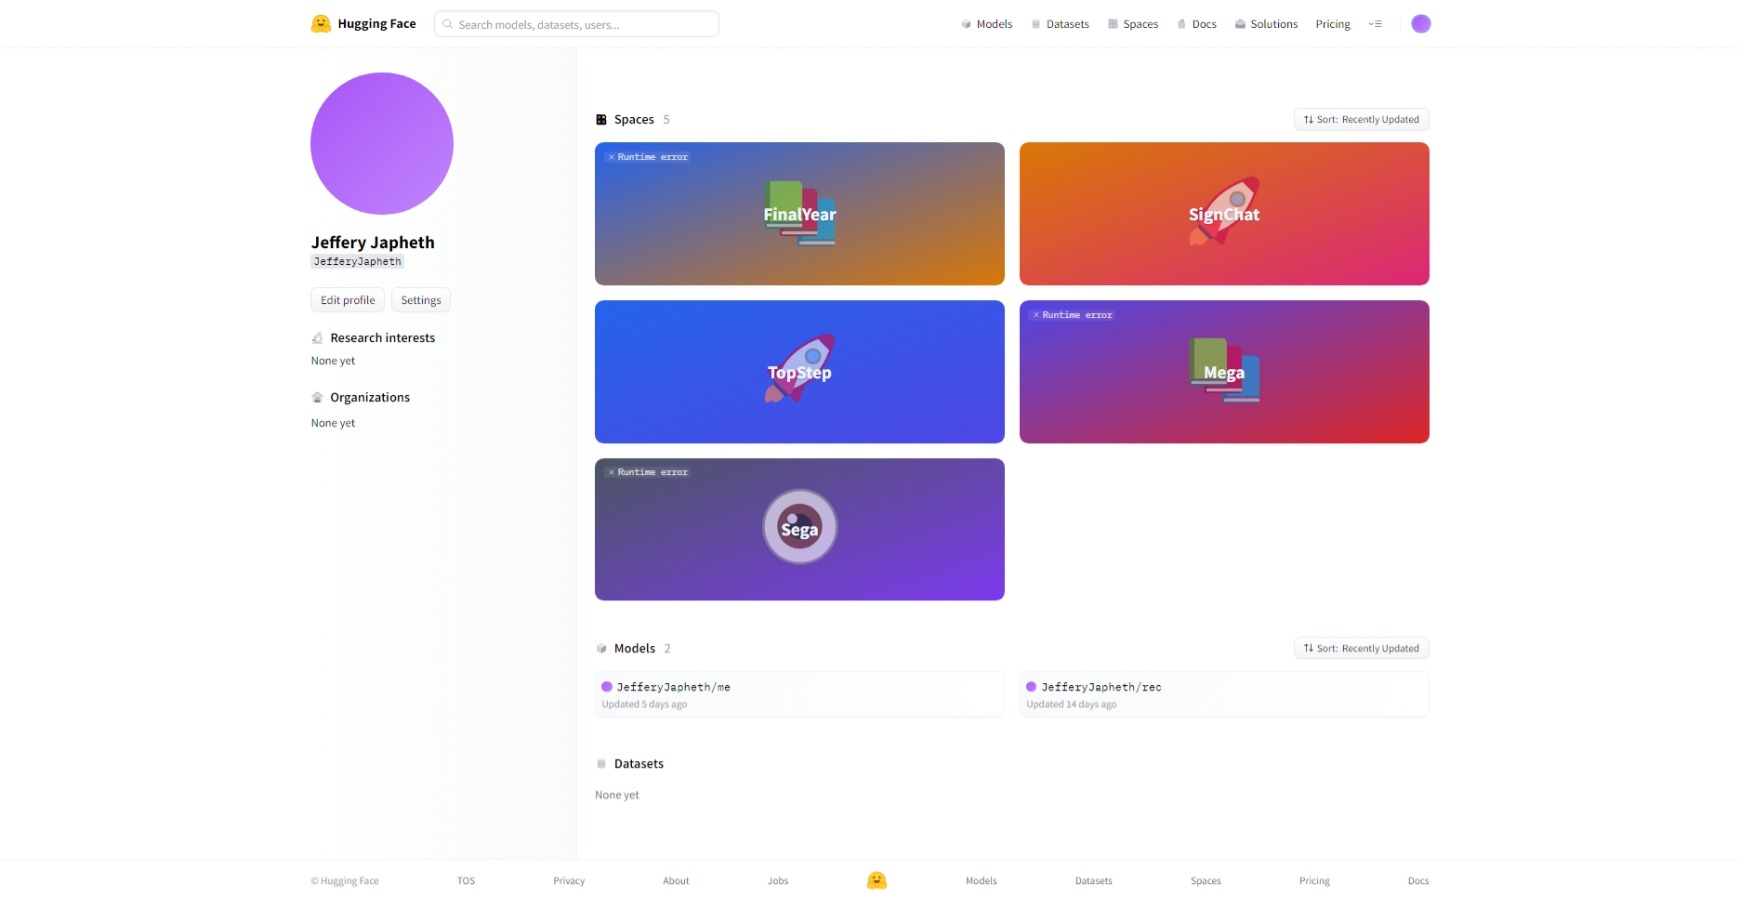 Hugging Face
Search models, datasets, users...
Models
Datasets
Spaces
Docs
Solutions
Pricing
Jeffery Japheth
JefferyJapheth
Edit profile
Settings
Research interests
None yet
Organizations
None yet
Spaces 5
Sort: Recently Updated
× Runtime error
FinalYear
SignChat
TopStep
× Runtime error
Mega
× Runtime error
Sega
Models 2
Sort: Recently Updated
JefferyJapheth/me
Updated 5 days ago
JefferyJapheth/rec
Updated 14 days ago
Datasets
None yet
© Hugging Face
TOS
Privacy
About
Jobs
Models
Datasets
Spaces
Pricing
Docs